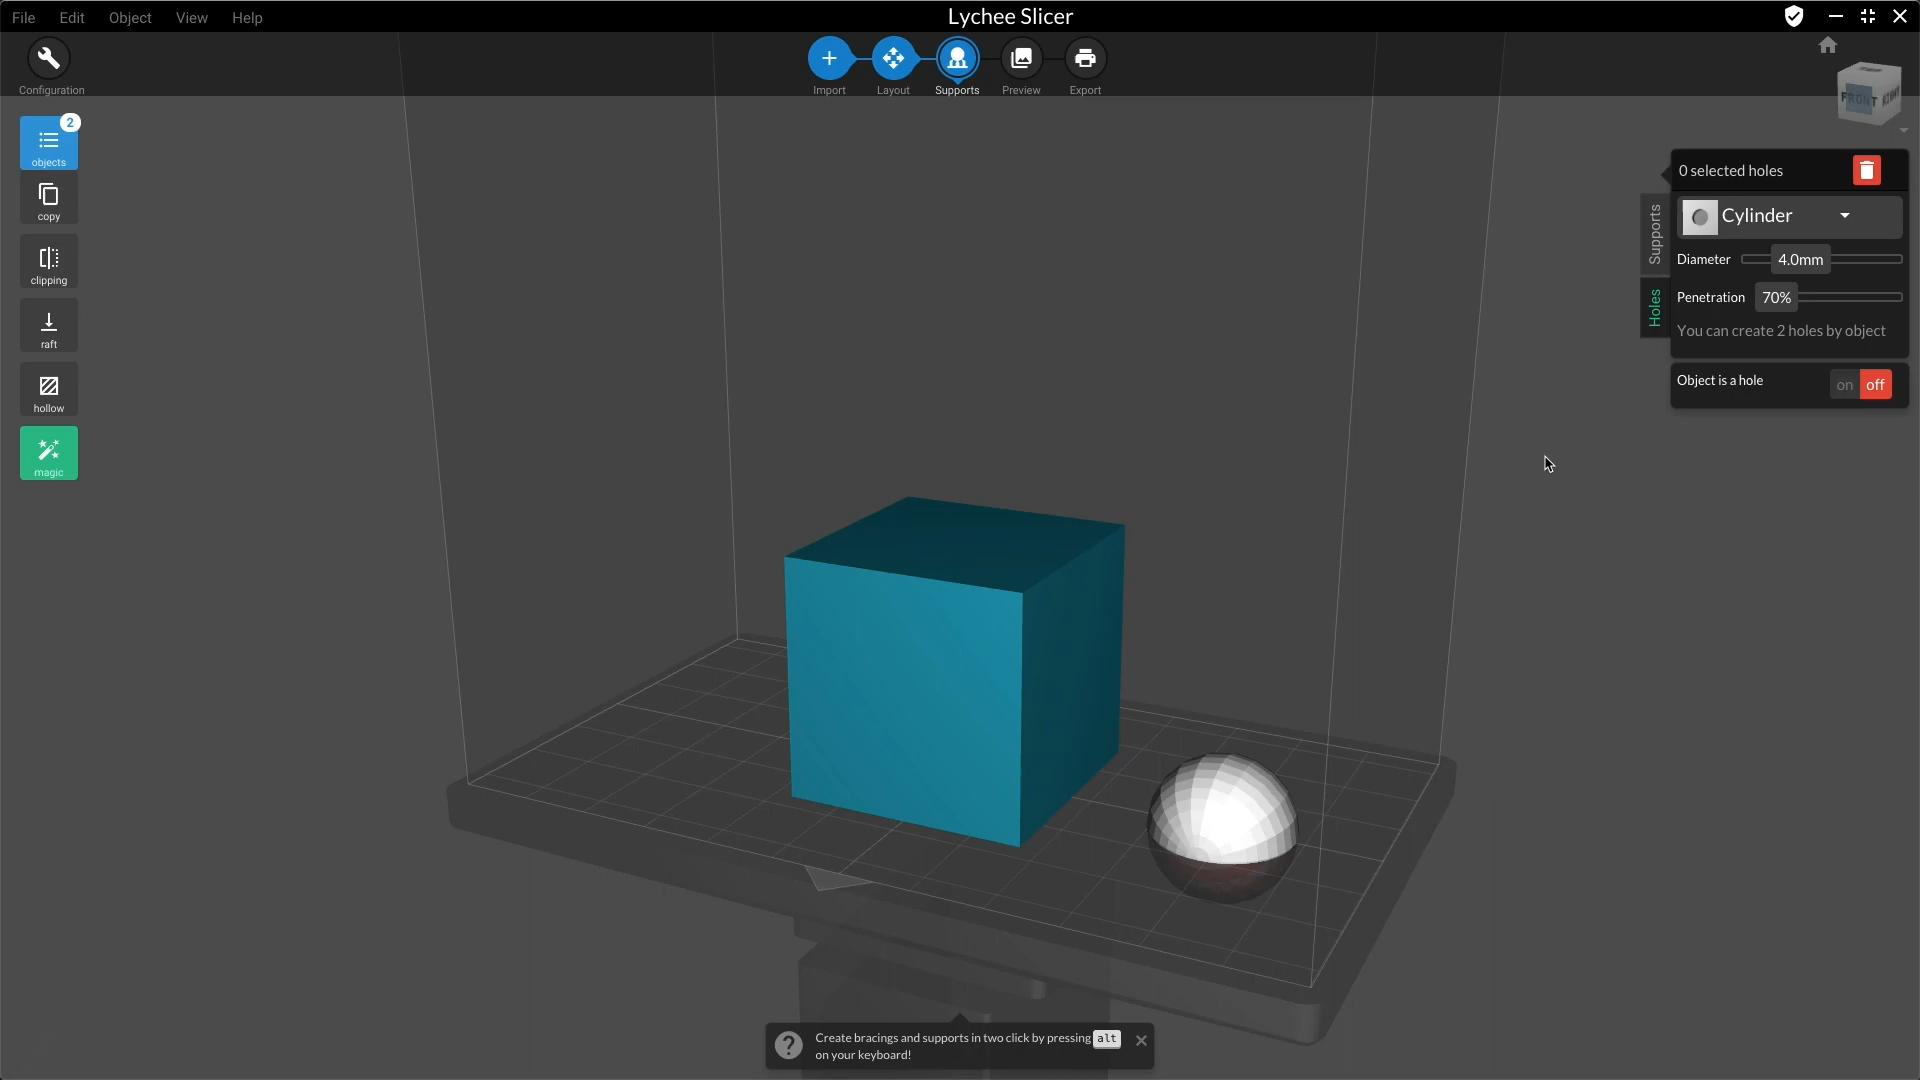 File Edit Object View Help
Lychee Slicer
Configuration
Import Layout Supports Preview Export
FRONT RIGHT
2
objects
copy
clipping
raft
hollow
magic
0 selected holes
Supports
Holes
Cylinder
Diameter 4.0mm
Penetration 70%
You can create 2 holes by object
Object is a hole on off
? Create bracings and supports in two click by pressing alt
on your keyboard!